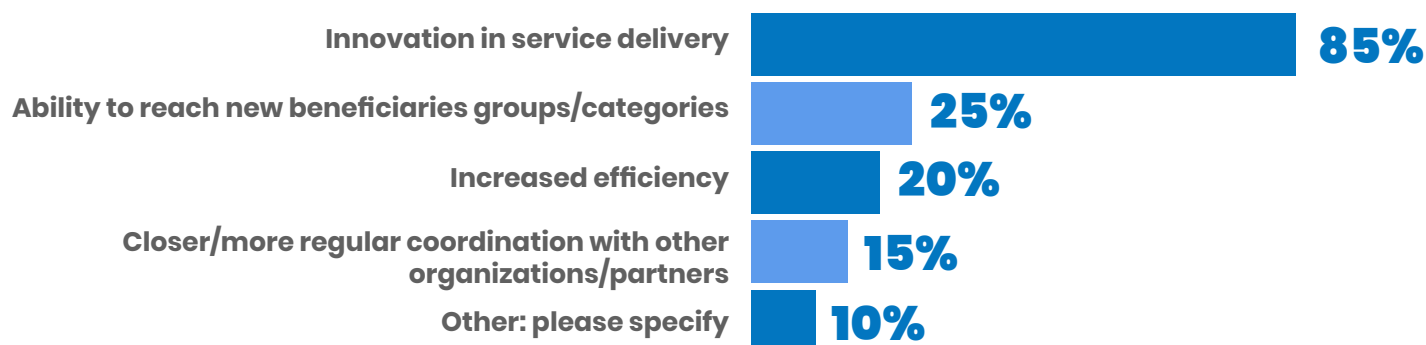 Innovation in service delivery 85%
Ability to reach new beneficiaries groups/categories 25%
Increased efficiency 20%
Closer/more regular coordination with other
organizations/partners 15%
Other: please specify 10%